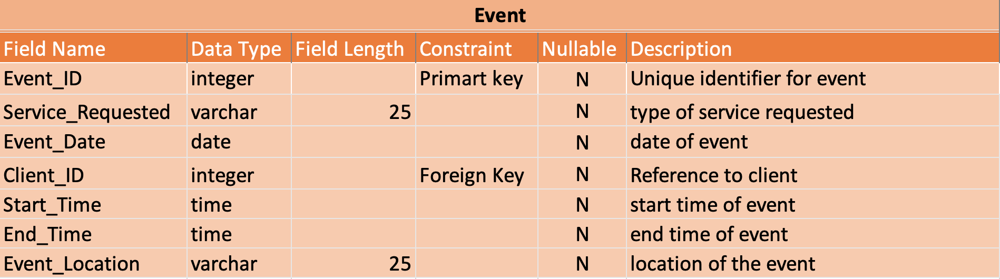 Event
Field Name Data Type Field Length Constraint Nullable Description
Event_ID integer Primart key N Unique identifier for event
Service_Requested varchar 25 N type of service requested
Event_Date date N date of event
Client_ID integer Foreign Key N Reference to client
Start_Time time N start time of event
End_Time time N end time of event
Event_Location varchar 25 N location of the event